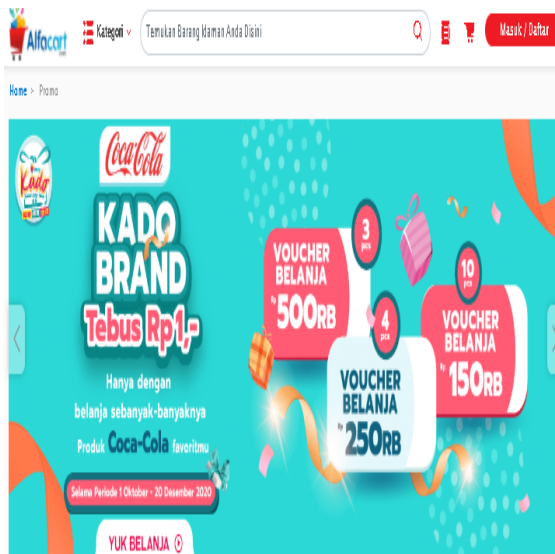 Alfacart
.com
Kategori
Temukan Barang Idaman Anda Disini
Masuk / Daftar
Home > Promo
Coca-Cola
Kado
KADO
BRAND
Tebus Rp1,-
Hanya dengan
belanja sebanyak-banyaknya
Produk Coca-Cola favoritmu
Selama Periode 1 Oktober - 20 Desember 2020
YUK BELANJA
3
pcs
VOUCHER
BELANJA
Rp 500RB
4
pcs
VOUCHER
BELANJA
Rp 250RB
10
pcs
VOUCHER
BELANJA
Rp 150RB